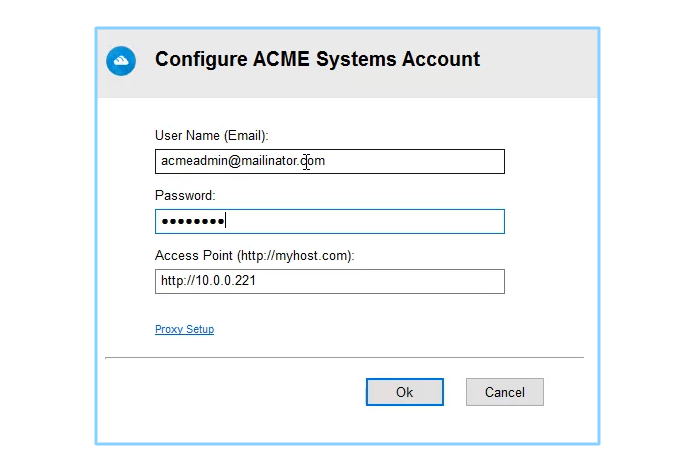 Configure ACME Systems Account
User Name (Email):
acmeadmin@mailinator.com
Password:
●●●●●●●●
Access Point (http://myhost.com):
http://10.0.0.221
Proxy Setup
Ok
Cancel